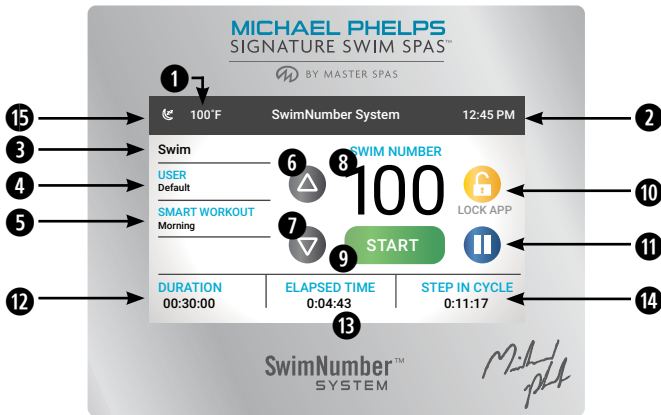 MICHAEL PHELPS
SIGNATURE SWIM SPAS™
BY MASTER SPAS
1
15 100°F SwimNumber System 12:45 PM 2
3 Swim
6 8 SWIM NUMBER
4 USER
Default
100
10
LOCK APP
5 SMART WORKOUT
Morning
7
9 START 11
12 DURATION ELAPSED TIME STEP IN CYCLE 14
00:30:00 0:04:43 0:11:17
13
SwimNumber™
SYSTEM